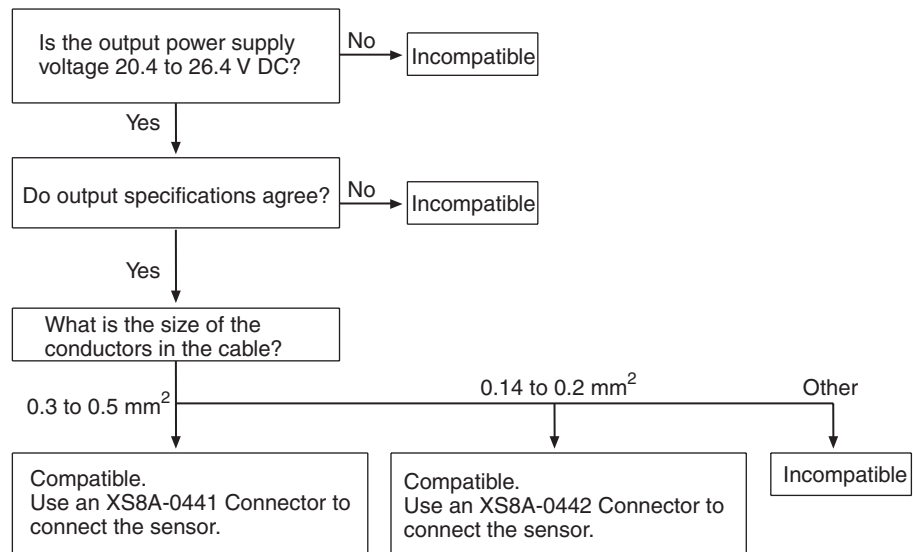 Is the output power supply
voltage 20.4 to 26.4 V DC?
No
Incompatible
Yes
Do output specifications agree?
No
Incompatible
Yes
What is the size of the
conductors in the cable?
0.3 to 0.5 mm²
0.14 to 0.2 mm²
Other
Compatible.
Use an XS8A-0441 Connector to
connect the sensor.
Compatible.
Use an XS8A-0442 Connector to
connect the sensor.
Incompatible